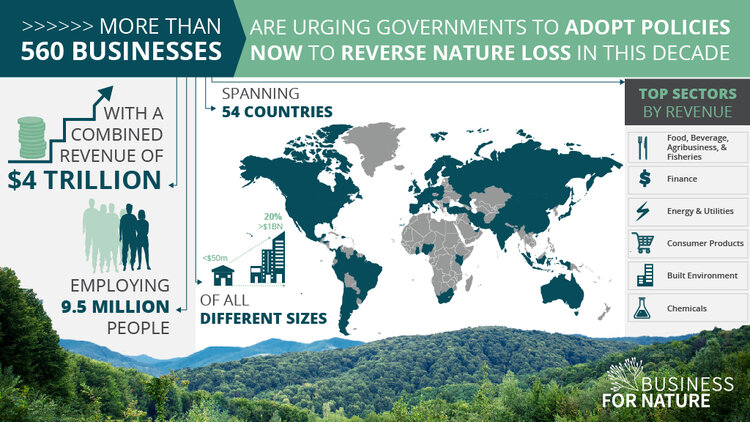 >>>>>> MORE THAN
560 BUSINESSES
ARE URGING GOVERNMENTS TO ADOPT POLICIES
NOW TO REVERSE NATURE LOSS IN THIS DECADE
WITH A
COMBINED
REVENUE OF
$4 TRILLION
EMPLOYING
9.5 MILLION
PEOPLE
SPANNING
54 COUNTRIES
20%
>$1BN
<$50m
OF ALL
DIFFERENT SIZES
TOP SECTORS
BY REVENUE
Food, Beverage,
Agribusiness, &
Fisheries
Finance
Energy & Utilities
Consumer Products
Built Environment
Chemicals
BUSINESS
FOR NATURE